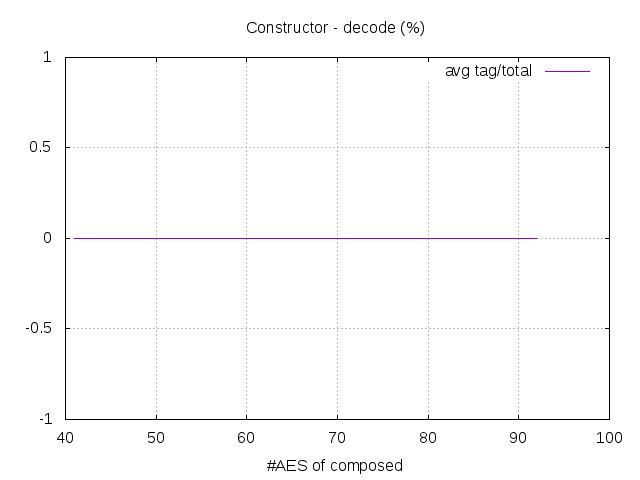 Constructor - decode (%)
avg tag/total
1
0.5
0
-0.5
-1
40 50 60 70 80 90 100
#AES of composed